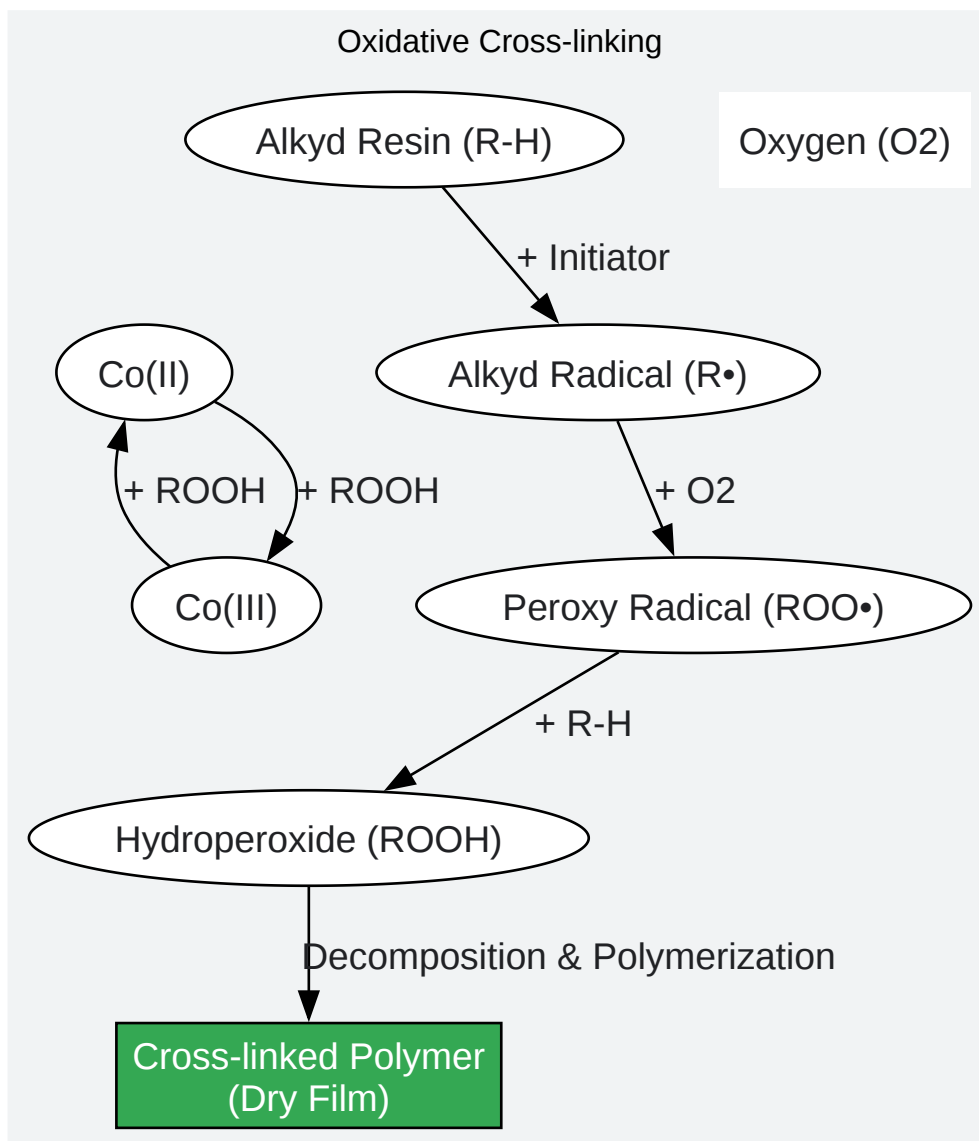 Oxidative Cross-linking
Alkyd Resin (R-H)
Oxygen (O2)
+ Initiator
Co(II)
Alkyd Radical (R•)
+ ROOH
+ ROOH
+ O2
Co(III)
Peroxy Radical (ROO•)
+ R-H
Hydroperoxide (ROOH)
Decomposition & Polymerization
Cross-linked Polymer
(Dry Film)